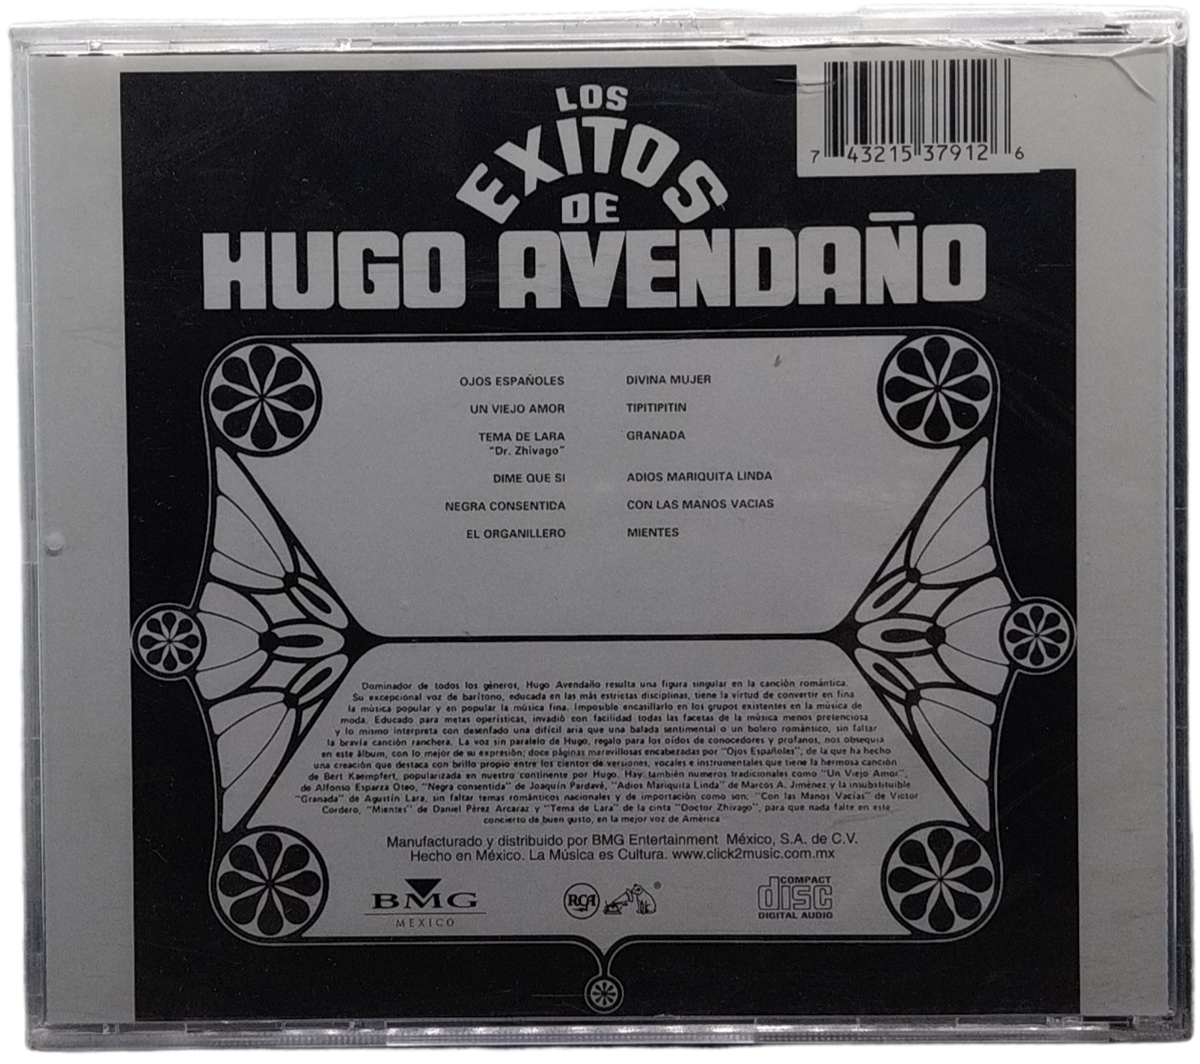 LOS
EXITOS
DE
HUGO AVENDAÑO
7 43215 37912 6
OJOS ESPAÑOLES
UN VIEJO AMOR
TEMA DE LARA
"Dr. Zhivago"
DIME QUE SI
NEGRA CONSENTIDA
EL ORGANILLERO
DIVINA MUJER
TIPITIPITIN
GRANADA
ADIOS MARIQUITA LINDA
CON LAS MANOS VACIAS
MIENTES
Dominador de todos los géneros, Hugo Avendaño resulta una figura singular en la canción romántica.
Su excepcional voz de barítono, educada en las más estrictas disciplinas, tiene la virtud de convertir en fina
la música popular y en popular la música fina. Imposible encasillarlo en los grupos existentes en la música de
moda. Educado para metas operísticas, invadió con facilidad todas las facetas de la música menos pretenciosa
y lo mismo interpreta con desenfado una difícil aria que una balada sentimental o un bolero romántico, sin faltar
la bravía canción ranchera. La voz sin paralelo de Hugo, regalo para los oídos de conocedores y profanos, nos obsequia
en este álbum, con lo mejor de su expresión; doce páginas maravillosas encabezadas por "Ojos Españoles", de la que ha hecho
una creación que destaca con brillo propio entre los cientos de versiones, vocales e instrumentales que tiene la hermosa canción
de Bert Kaempfert, popularizada en nuestro continente por Hugo. Hay también numeros tradicionales como "Un Viejo Amor",
de Alfonso Esparza Oteo, "Negra consentida" de Joaquín Pardavé, "Adios Mariquita Linda" de Marcos A. Jiménez y la insubstituible
"Granada" de Agustín Lara, sin faltar temas románticos nacionales y de importación como son: "Con las Manos Vacías" de Victor
Cordero, "Mientes" de Daniel Pérez Arcaraz y "Tema de Lara" de la cinta "Doctor Zhivago", para que nada falte en este
concierto de buen gusto, en la mejor voz de América
Manufacturado y distribuido por BMG Entertainment México, S.A. de C.V.
Hecho en México. La Música es Cultura. www.click2music.com.mx
BMG
MEXICO
RCA
®
COMPACT
disc
DIGITAL AUDIO